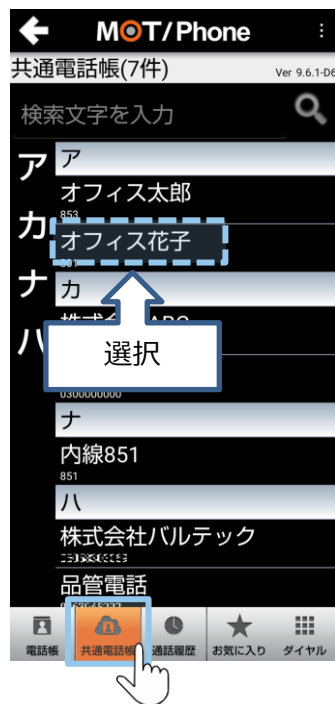 MOT/Phone
共通電話帳(7件)
Ver 9.6.1-D6
検索文字を入力
ア
カ
ナ
ハ
ア
オフィス太郎
853
オフィス花子
カ
選択
0300000000
ナ
内線851
851
ハ
株式会社バルテック
品管電話
電話帳
共通電話帳
通話履歴
お気に入り
ダイヤル